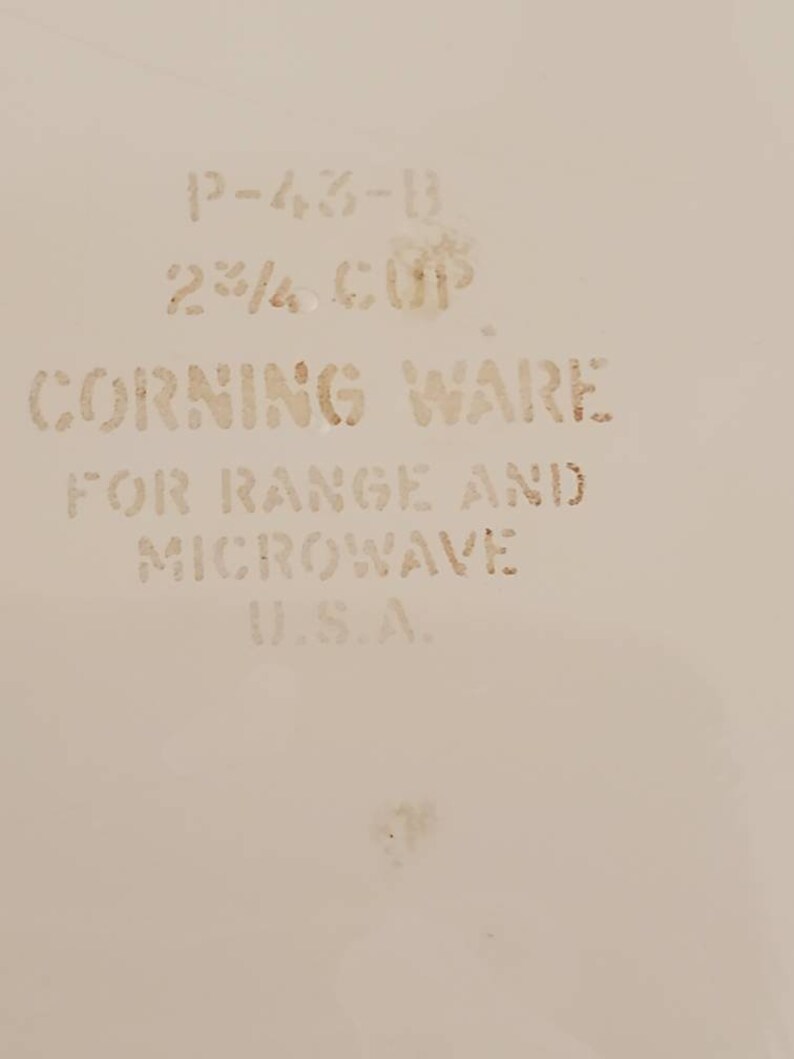 P-43-B
2¾ CUP
CORNING WARE
FOR RANGE AND
MICROWAVE
U.S.A.